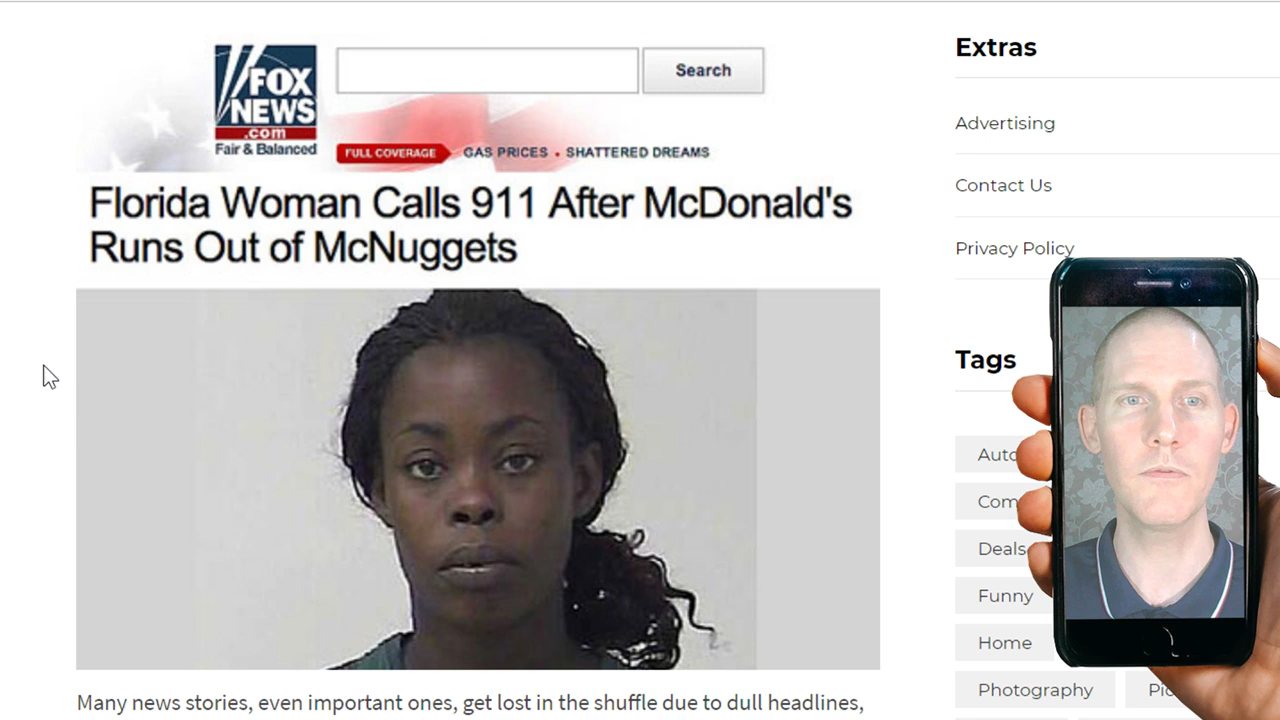 FOX
NEWS
.com
Fair & Balanced
Search
FULL COVERAGE
GAS PRICES • SHATTERED DREAMS
Florida Woman Calls 911 After McDonald's
Runs Out of McNuggets
Many news stories, even important ones, get lost in the shuffle due to dull headlines,
Extras
Advertising
Contact Us
Privacy Policy
Tags
Deals
Funny
Home
Photography